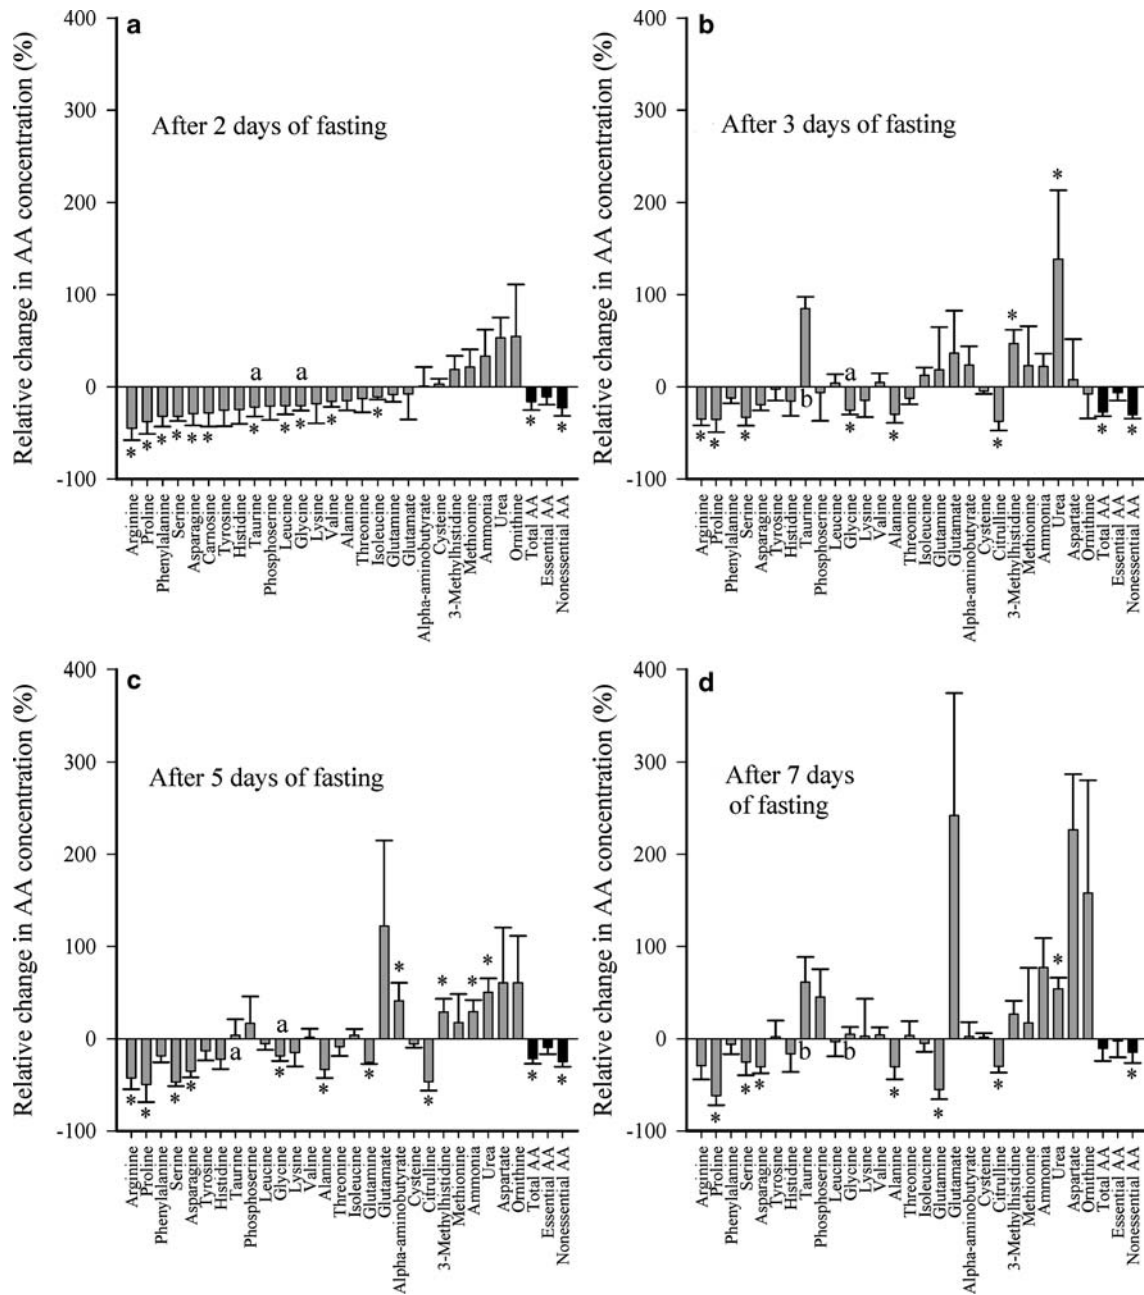 a
Relative change in AA concentration (%)
400
300
200
100
0
-100
After 2 days of fasting
a a
* * * * * * * * * * * * *
Arginine
Proline
Phenylalanine
Serine
Asparagine
Carnosine
Tyrosine
Histidine
Taurine
Phosphoserine
Leucine
Glycine
Lysine
Valine
Alanine
Threonine
Isoleucine
Glutamine
Glutamate
Alpha-aminobutyrate
Cysteine
3-Methylhistidine
Methionine
Ammonia
Urea
Ornithine
Total AA
Essential AA
Nonessential AA
b
Relative change in AA concentration (%)
400
300
200
100
0
-100
After 3 days of fasting
*
*
a
b
* * * * * * * *
Arginine
Proline
Phenylalanine
Serine
Asparagine
Tyrosine
Histidine
Taurine
Phosphoserine
Leucine
Glycine
Lysine
Valine
Alanine
Threonine
Isoleucine
Glutamine
Glutamate
Alpha-aminobutyrate
Cysteine
Citrulline
3-Methylhistidine
Methionine
Ammonia
Urea
Aspartate
Ornithine
Total AA
Essential AA
Nonessential AA
c
Relative change in AA concentration (%)
400
300
200
100
0
-100
After 5 days of fasting
* * * *
a
a
* * * * * * * * * *
Arginine
Proline
Phenylalanine
Serine
Asparagine
Tyrosine
Histidine
Taurine
Phosphoserine
Leucine
Glycine
Lysine
Valine
Alanine
Threonine
Isoleucine
Glutamine
Glutamate
Alpha-aminobutyrate
Cysteine
Citrulline
3-Methylhistidine
Methionine
Ammonia
Urea
Aspartate
Ornithine
Total AA
Essential AA
Nonessential AA
d
Relative change in AA concentration (%)
400
300
200
100
0
-100
After 7 days
of fasting
*
b b
* * * * * * *
Arginine
Proline
Phenylalanine
Serine
Asparagine
Tyrosine
Histidine
Taurine
Phosphoserine
Leucine
Glycine
Lysine
Valine
Alanine
Threonine
Isoleucine
Glutamine
Glutamate
Alpha-aminobutyrate
Cysteine
Citrulline
3-Methylhistidine
Methionine
Ammonia
Urea
Aspartate
Ornithine
Total AA
Essential AA
Nonessential AA